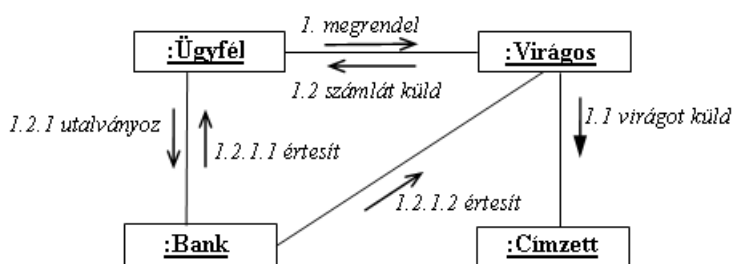 1. megrendel
:Ügyfél
:Virágos
1.2 számlát küld
1.2.1 utalványoz
1.1 virágot küld
1.2.1.1 értesít
1.2.1.2 értesít
:Bank
:Címzett